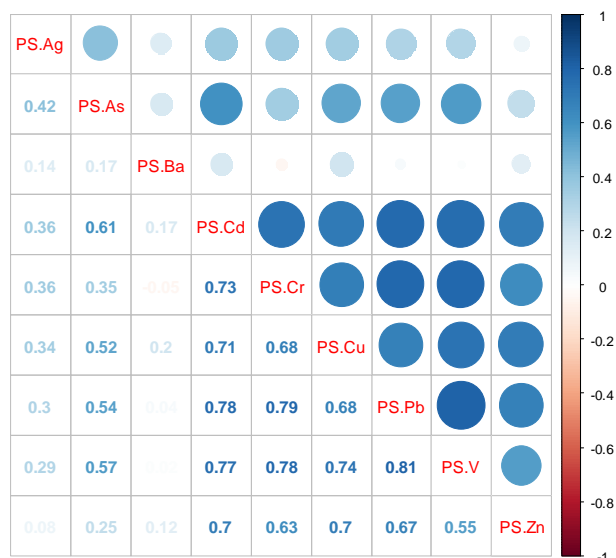 PS.Ag
0.42 PS.As
0.14 0.17 PS.Ba
0.36 0.61 0.17 PS.Cd
0.36 0.35 -0.05 0.73 PS.Cr
0.34 0.52 0.2 0.71 0.68 PS.Cu
0.3 0.54 0.04 0.78 0.79 0.68 PS.Pb
0.29 0.57 0.77 0.78 0.74 0.81 PS.V
0.08 0.25 0.12 0.7 0.63 0.7 0.67 0.55 PS.Zn
1
0.8
0.6
0.4
0.2
0
-0.2
-0.4
-0.6
-0.8
-1